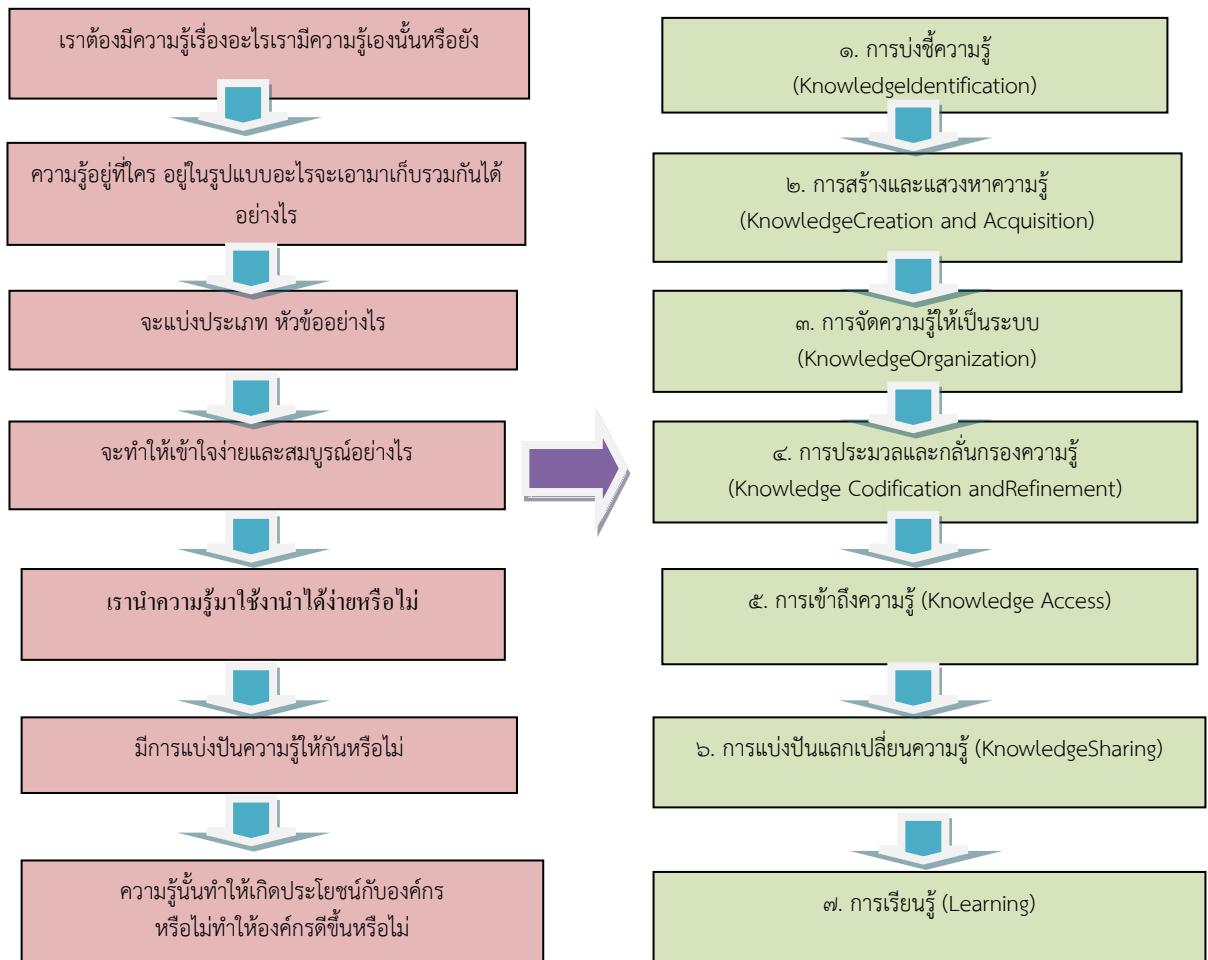 เราต้องมีความรู้เรื่องอะไรเรามีความรู้เองนั้นหรือยัง
ความรู้อยู่ที่ใคร อยู่ในรูปแบบอะไรจะเอามาเก็บรวมกันได้
อย่างไร
จะแบ่งประเภท หัวข้ออย่างไร
จะทำให้เข้าใจง่ายและสมบูรณ์อย่างไร
เรานำความรู้มาใช้งานำได้ง่ายหรือไม่
มีการแบ่งปันความรู้ให้กันหรือไม่
ความรู้นั้นทำให้เกิดประโยชน์กับองค์กร
หรือไม่ทำให้องค์กรดีขึ้นหรือไม่
๑. การบ่งชี้ความรู้
(KnowledgeIdentification)
๒. การสร้างและแสวงหาความรู้
(KnowledgeCreation and Acquisition)
๓. การจัดความรู้ให้เป็นระบบ
(KnowledgeOrganization)
๔. การประมวลและกลั่นกรองความรู้
(Knowledge Codification andRefinement)
๕. การเข้าถึงความรู้ (Knowledge Access)
๖. การแบ่งปันแลกเปลี่ยนความรู้ (KnowledgeSharing)
๗. การเรียนรู้ (Learning)